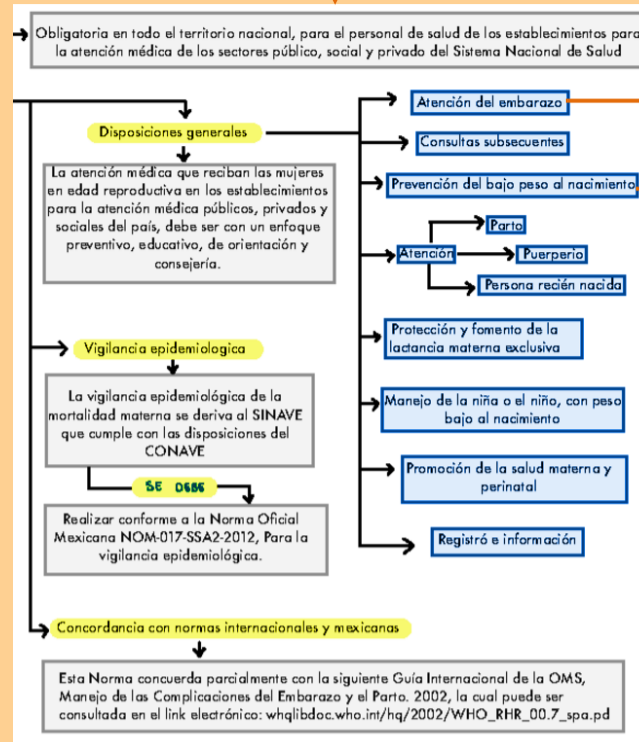 Obligatoria en todo el territorio nacional, para el personal de salud de los establecimientos para
la atención médica de los sectores público, social y privado del Sistema Nacional de Salud
Disposiciones generales
La atención médica que reciban las mujeres
en edad reproductiva en los establecimientos
para la atención médica públicos, privados y
sociales del país, debe ser con un enfoque
preventivo, educativo, de orientación y
consejería.
Atención del embarazo
Consultas subsecuentes
Prevención del bajo peso al nacimiento
Atención
Parto
Puerperio
Persona recién nacida
Protección y fomento de la
lactancia materna exclusiva
Manejo de la niña o el niño, con peso
bajo al nacimiento
Promoción de la salud materna y
perinatal
Registró e información
Vigilancia epidemiologica
La vigilancia epidemiológica de la
mortalidad materna se deriva al SINAVE
que cumple con las disposiciones del
CONAVE
SE DEBE
Realizar conforme a la Norma Oficial
Mexicana NOM-017-SSA2-2012, Para la
vigilancia epidemiológica.
Concordancia con normas internacionales y mexicanas
Esta Norma concuerda parcialmente con la siguiente Guía Internacional de la OMS,
Manejo de las Complicaciones del Embarazo y el Parto. 2002, la cual puede ser
consultada en el link electrónico: whqlibdoc.who.int/hq/2002/WHO_RHR_00.7_spa.pd